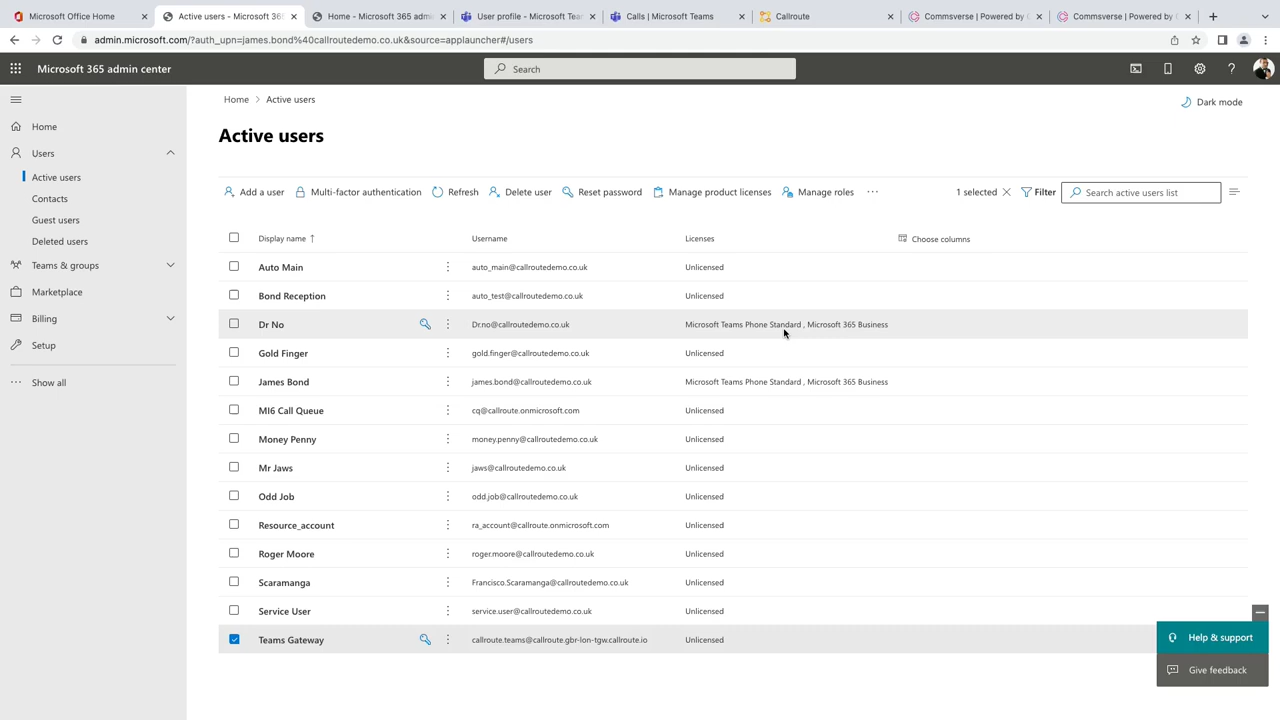 Microsoft Office Home
Active users - Microsoft 365
Home - Microsoft 365 admin
User profile - Microsoft Team
Calls | Microsoft Teams
Callroute
Commsverse | Powered by
Commsverse | Powered by
admin.microsoft.com/?auth_upn=james.bond%40callroutedemo.co.uk&source=applauncher#/users
Microsoft 365 admin center
Search
Home > Active users
Dark mode
Active users
Home
Users
Active users
Contacts
Guest users
Deleted users
Teams & groups
Marketplace
Billing
Setup
Show all
Add a user Multi-factor authentication Refresh Delete user Reset password Manage product licenses Manage roles 1 selected Filter Search active users list
Display name ↑ Username Licenses Choose columns
Auto Main auto_main@callroutedemo.co.uk Unlicensed
Bond Reception auto_test@callroutedemo.co.uk Unlicensed
Dr No Dr.no@callroutedemo.co.uk Microsoft Teams Phone Standard , Microsoft 365 Business
Gold Finger gold.finger@callroutedemo.co.uk Unlicensed
James Bond james.bond@callroutedemo.co.uk Microsoft Teams Phone Standard , Microsoft 365 Business
MI6 Call Queue cq@callroute.onmicrosoft.com Unlicensed
Money Penny money.penny@callroutedemo.co.uk Unlicensed
Mr Jaws jaws@callroutedemo.co.uk Unlicensed
Odd Job odd.job@callroutedemo.co.uk Unlicensed
Resource_account ra_account@callroute.onmicrosoft.com Unlicensed
Roger Moore roger.moore@callroutedemo.co.uk Unlicensed
Scaramanga Francisco.Scaramanga@callroutedemo.co.uk Unlicensed
Service User service.user@callroutedemo.co.uk Unlicensed
Teams Gateway callroute.teams@callroute.gbr-lon-tgw.callroute.io Unlicensed
Help & support
Give feedback